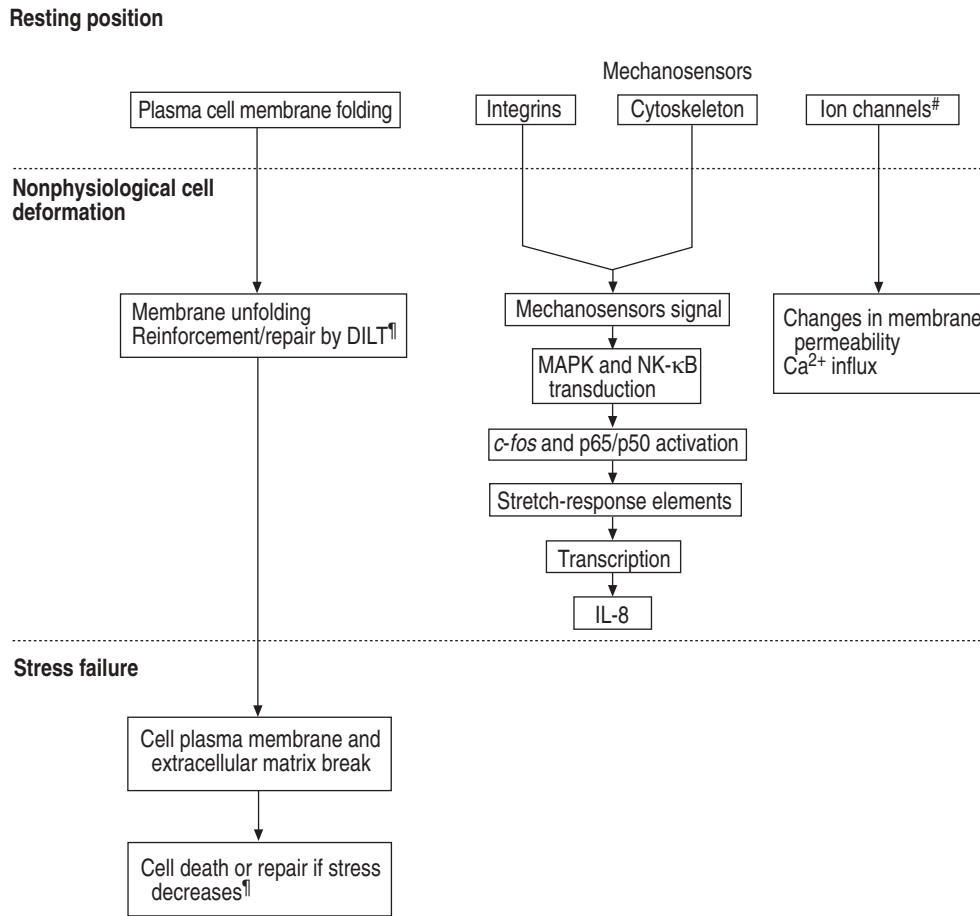 Resting position
Mechanosensors
Plasma cell membrane folding
Integrins
Cytoskeleton
Ion channels#
Nonphysiological cell
deformation
Membrane unfolding
Reinforcement/repair by DILT¶
Mechanosensors signal
Changes in membrane
permeability
Ca2+ influx
MAPK and NK-κB
transduction
c-fos and p65/p50 activation
Stretch-response elements
Transcription
IL-8
Stress failure
Cell plasma membrane and
extracellular matrix break
Cell death or repair if stress
decreases¶